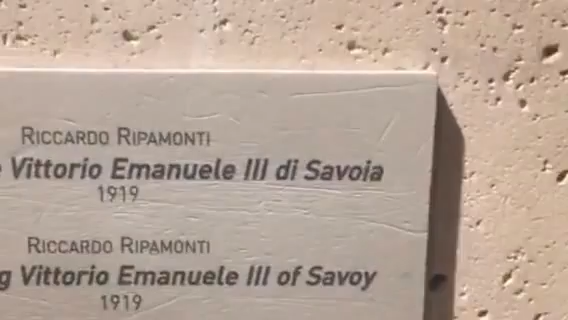 RICCARDO RIPAMONTI
Vittorio Emanuele III di Savoia
1919
RICCARDO RIPAMONTI
g Vittorio Emanuele III of Savoy
1919